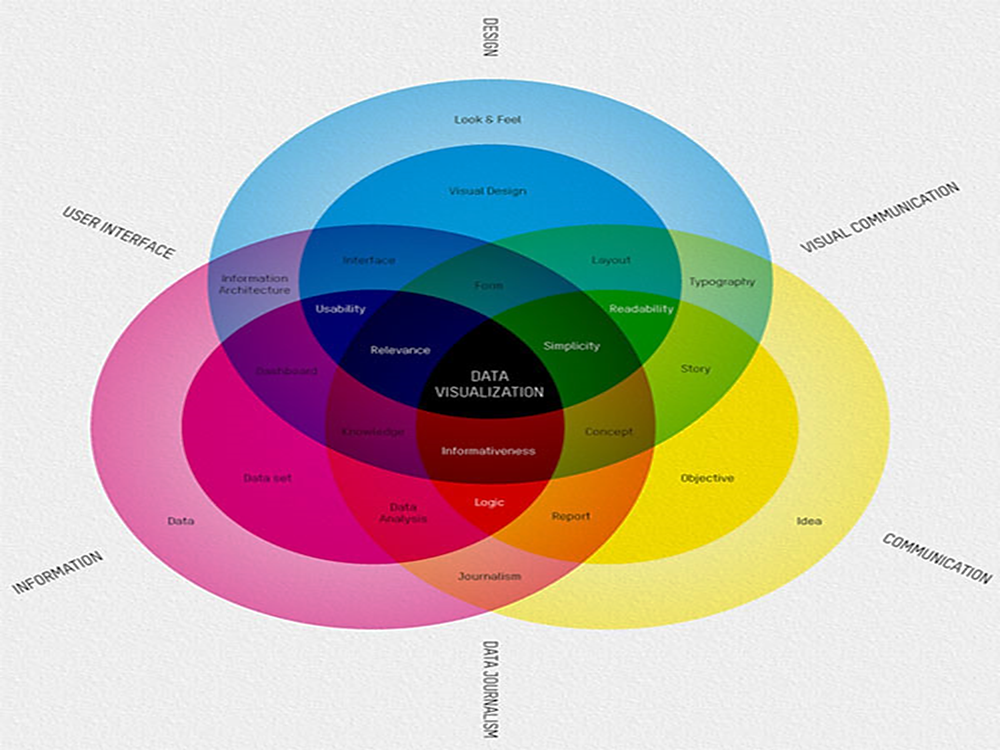 DESIGN
Look & Feel
Visual Design
USER INTERFACE
VISUAL COMMUNICATION
Interface
Layout
Information
Architecture
Form
Typography
Usability
Readability
Relevance
Simplicity
Dashboard
Story
DATA
VISUALIZATION
Knowledge
Concept
Informativeness
Data set
Objective
Logic
Data
Analysis
Report
Data
Idea
INFORMATION
COMMUNICATION
Journalism
DATA JOURNALISM